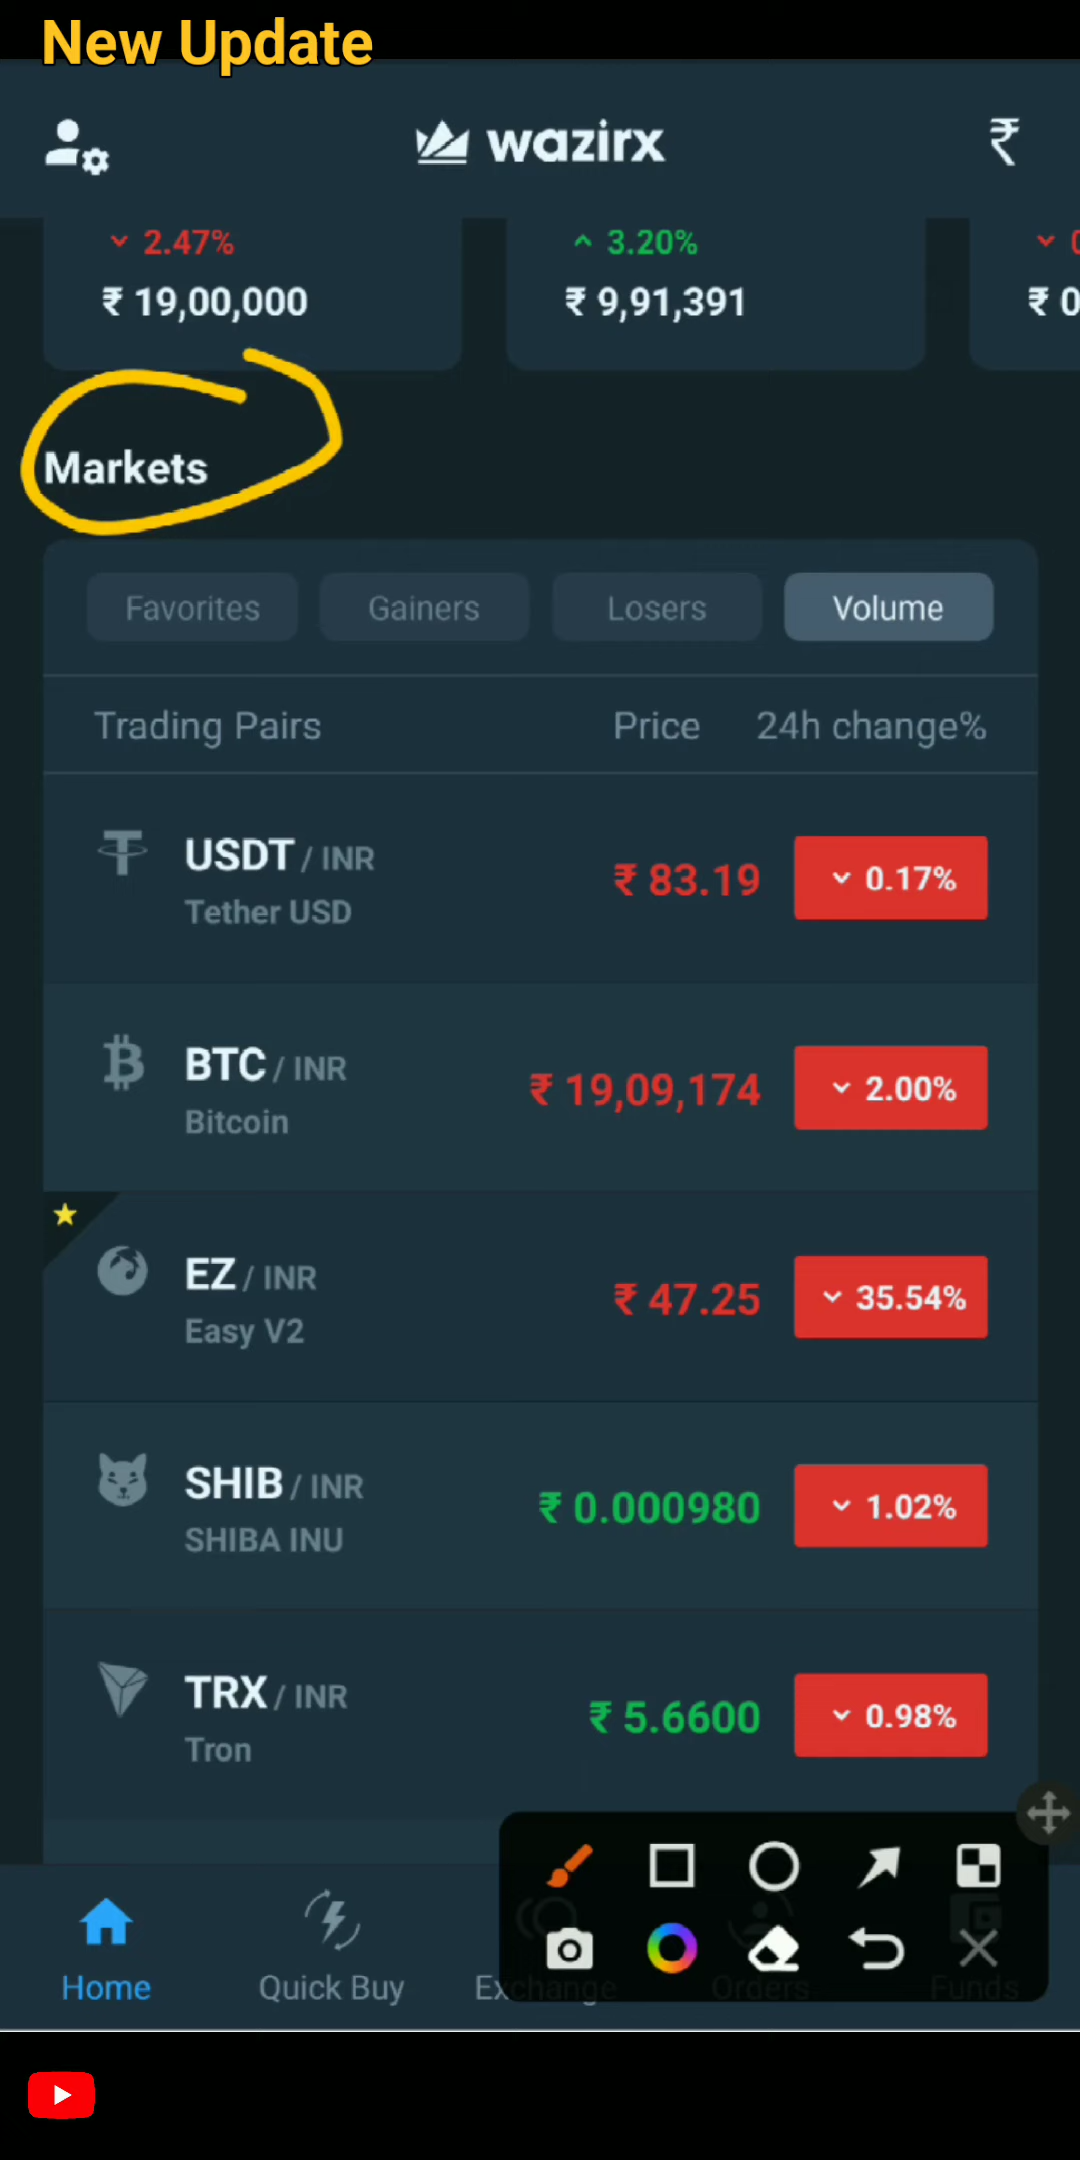 New Update
wazirx
₹
2.47%
3.20%
₹ 19,00,000
₹ 9,91,391
₹ 0
Markets
Favorites
Gainers
Losers
Volume
Trading Pairs
Price
24h change%
USDT / INR
Tether USD
₹ 83.19
0.17%
BTC / INR
Bitcoin
₹ 19,09,174
2.00%
EZ / INR
Easy V2
₹ 47.25
35.54%
SHIB / INR
SHIBA INU
₹ 0.000980
1.02%
TRX / INR
Tron
₹ 5.6600
0.98%
Home
Quick Buy
Exchange
Orders
Funds